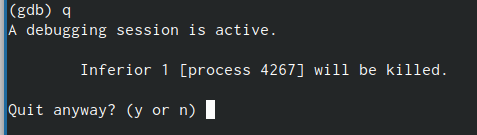 (gdb) q
A debugging session is active.
Inferior 1 [process 4267] will be killed.
Quit anyway? (y or n)